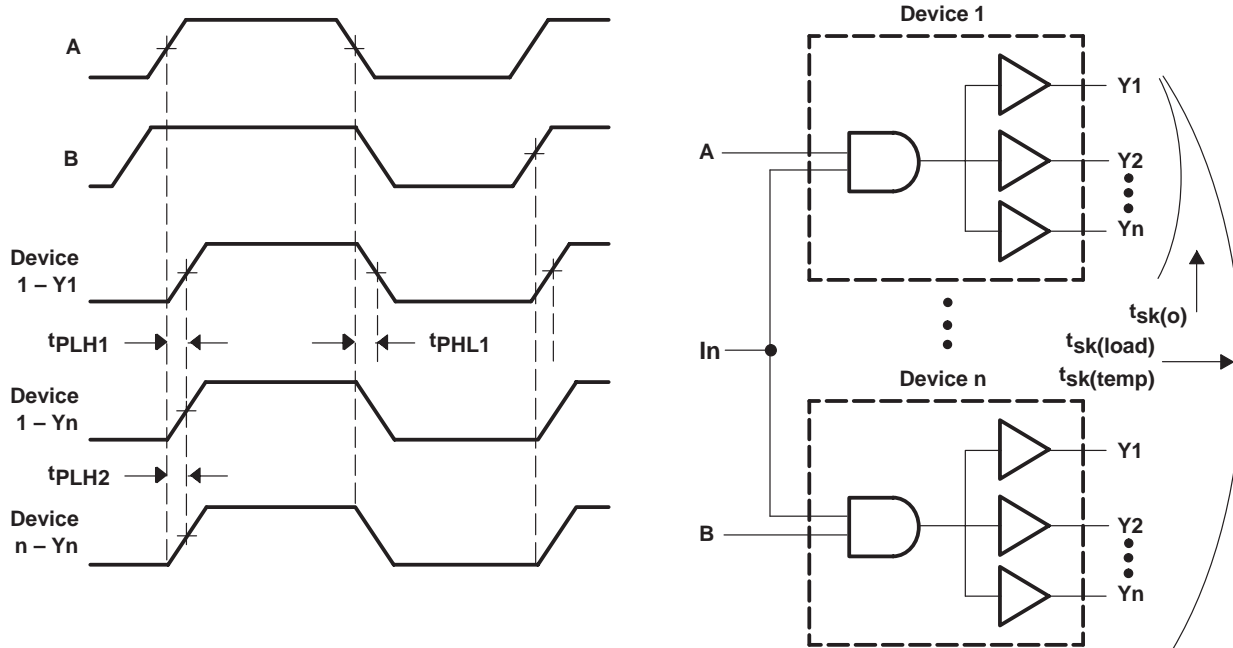 A
B
Device
1 – Y1
tPLH1
tPHL1
Device
1 – Yn
tPLH2
Device
n – Yn
Device 1
A
Y1
Y2
Yn
In
tsk(o)
tsk(load)
tsk(temp)
Device n
B
Y1
Y2
Yn